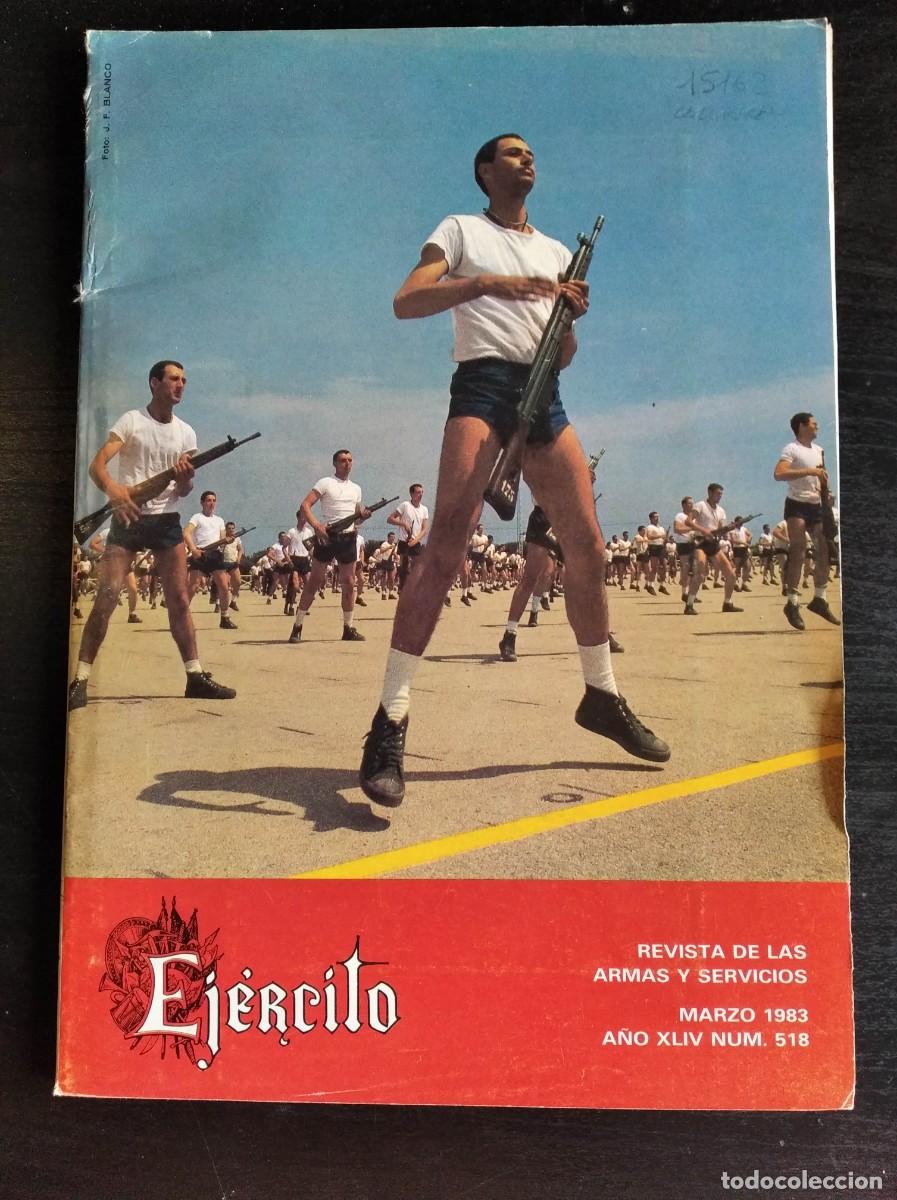 Foto: J. F. BLANCO
15162
Ejército
REVISTA DE LAS
ARMAS Y SERVICIOS
MARZO 1983
AÑO XLIV NUM. 518
todocoleccion